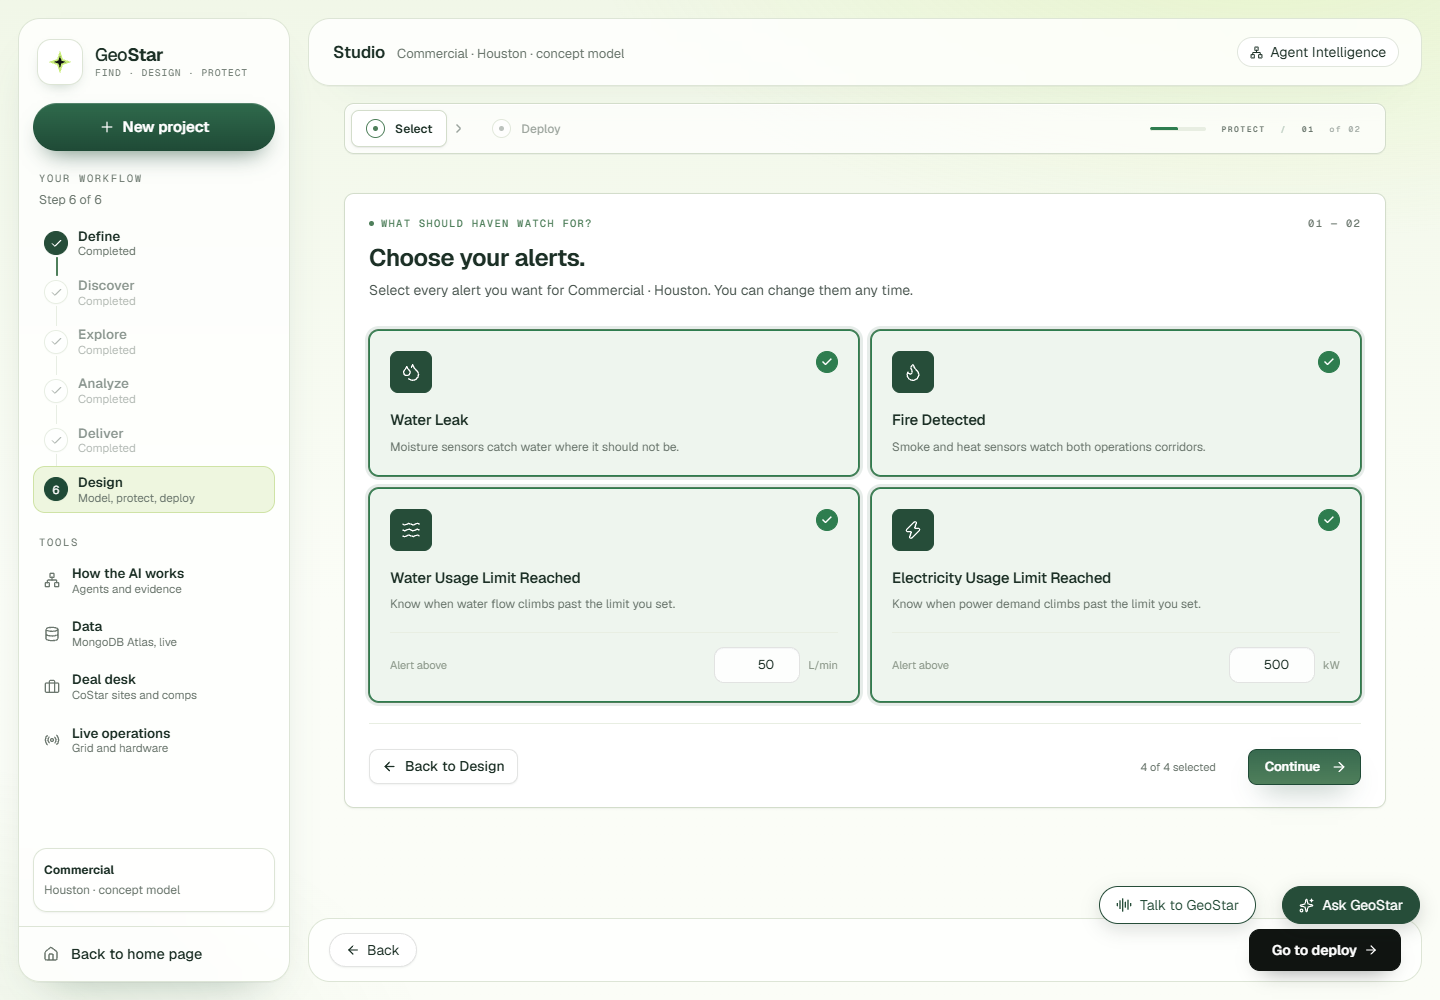 GeoStar
FIND · DESIGN · PROTECT
New project
YOUR WORKFLOW
Step 6 of 6
Define
Completed
Discover
Completed
Explore
Completed
Analyze
Completed
Deliver
Completed
6
Design
Model, protect, deploy
TOOLS
How the AI works
Agents and evidence
Data
MongoDB Atlas, live
Deal desk
CoStar sites and comps
Live operations
Grid and hardware
Commercial
Houston · concept model
Back to home page
Studio Commercial · Houston · concept model
Agent Intelligence
Select
Deploy
PROTECT / 01 of 02
WHAT SHOULD HAVEN WATCH FOR?
01 — 02
Choose your alerts.
Select every alert you want for Commercial · Houston. You can change them any time.
Water Leak
Moisture sensors catch water where it should not be.
Fire Detected
Smoke and heat sensors watch both operations corridors.
Water Usage Limit Reached
Know when water flow climbs past the limit you set.
Alert above 50 L/min
Electricity Usage Limit Reached
Know when power demand climbs past the limit you set.
Alert above 500 kW
Back to Design
4 of 4 selected
Continue
Talk to GeoStar
Ask GeoStar
Back
Go to deploy